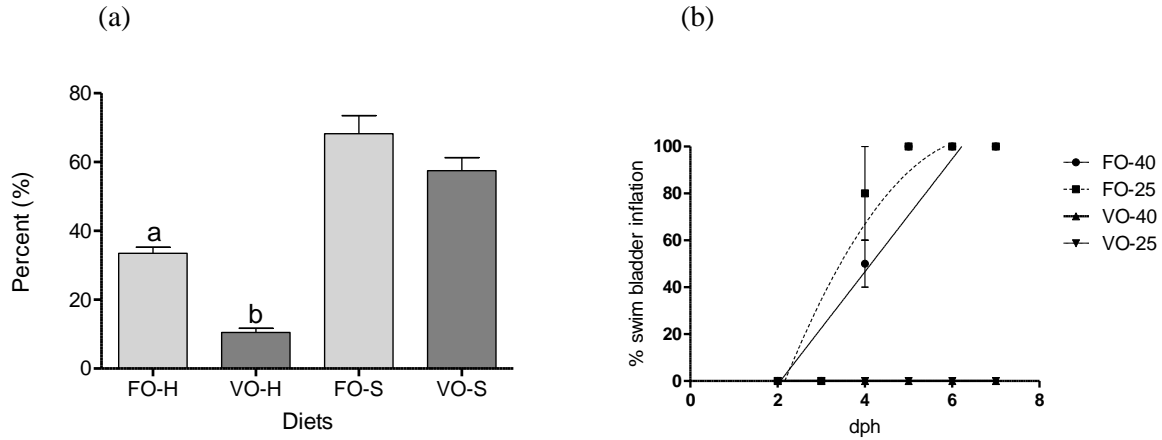 (a)
(b)
Percent (%)
80
60
40
20
0
a
b
FO-H VO-H FO-S VO-S
Diets
% swim bladder inflation
100
80
60
40
20
0
0 2 4 6 8
dph
FO-40
FO-25
VO-40
VO-25